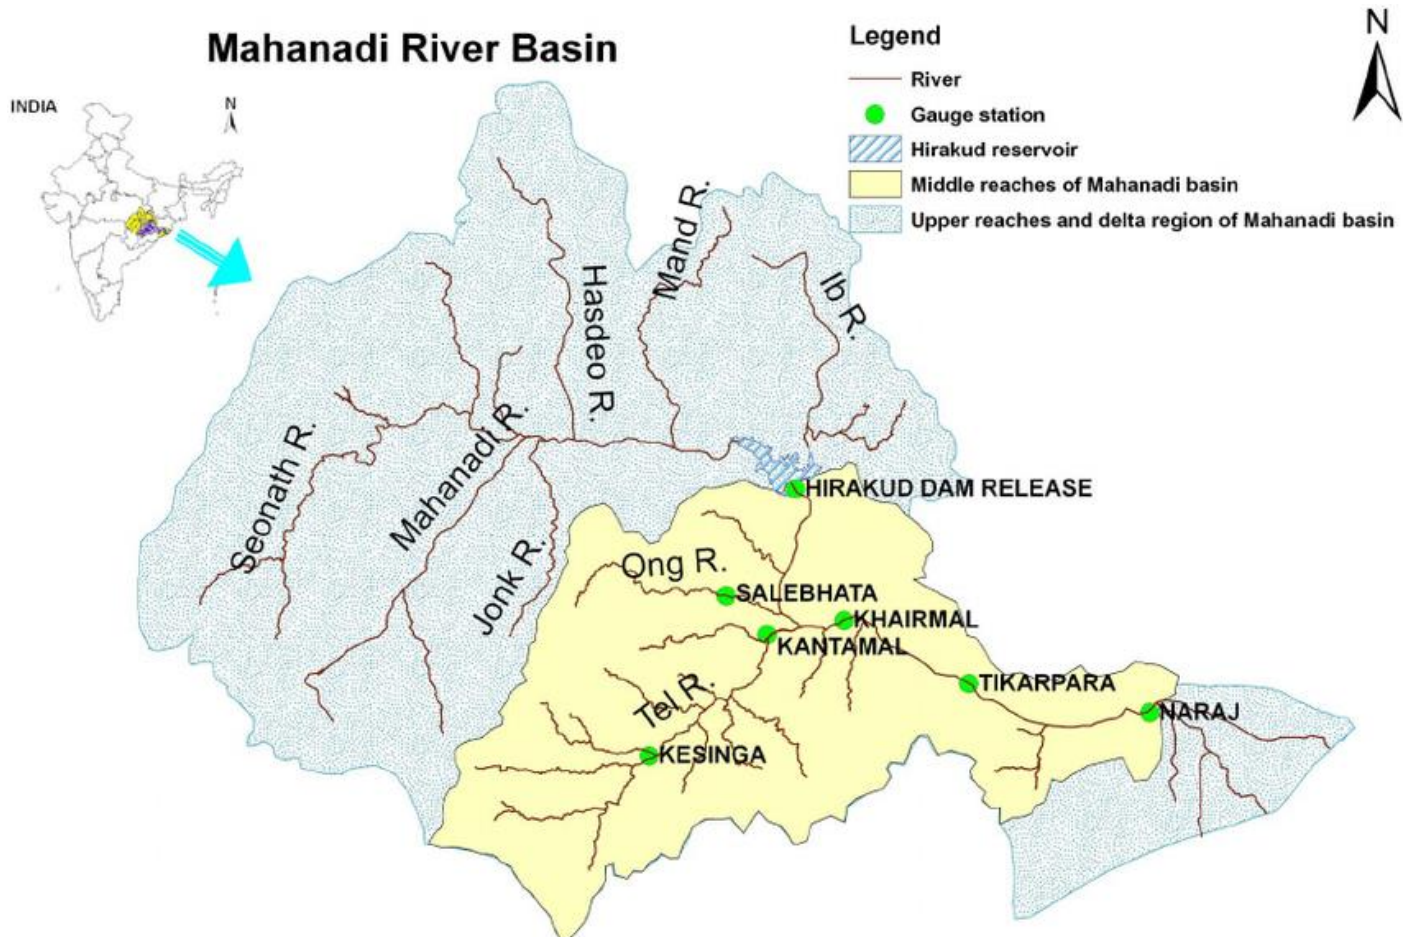 Mahanadi River Basin
INDIA
N
Legend
River
Gauge station
Hirakud reservoir
Middle reaches of Mahanadi basin
Upper reaches and delta region of Mahanadi basin
N
Seonath R.
Mahanadi R.
Jonk R.
Hasdeo R.
Mand R.
Ib R.
HIRAKUD DAM RELEASE
Ong R.
SALEBHATA
KHAIRMAL
KANTAMAL
Tel R.
TIKARPARA
NARAJ
KESINGA